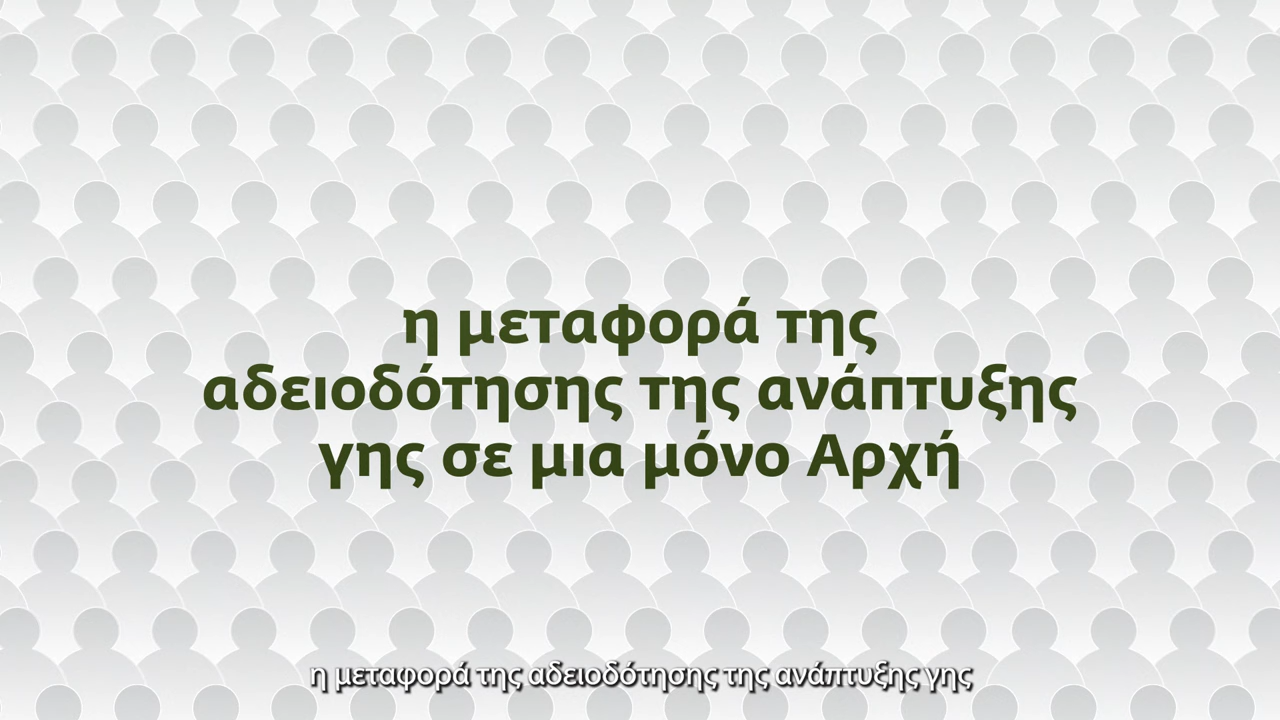 η μεταφορά της
αδειοδότησης της ανάπτυξης
γης σε μια μόνο Αρχή
η μεταφορά της αδειοδότησης της ανάπτυξης γης